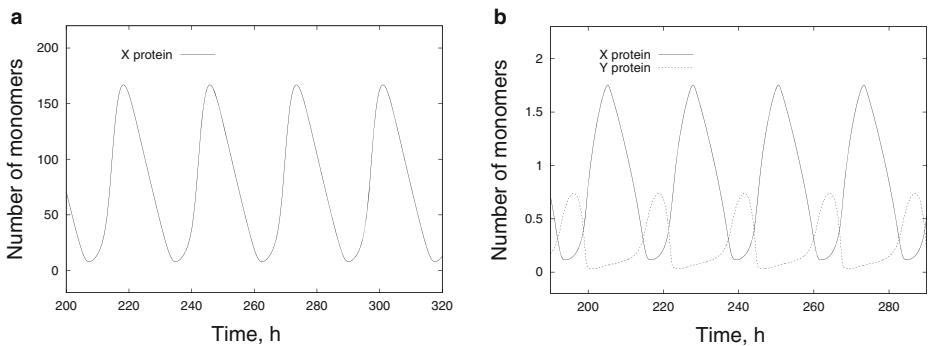 a
X protein
Number of monomers
200
150
100
50
0
200 220 240 260 280 300 320
Time, h
b
X protein
Y protein
Number of monomers
2
1.5
1
0.5
0
200 220 240 260 280
Time, h